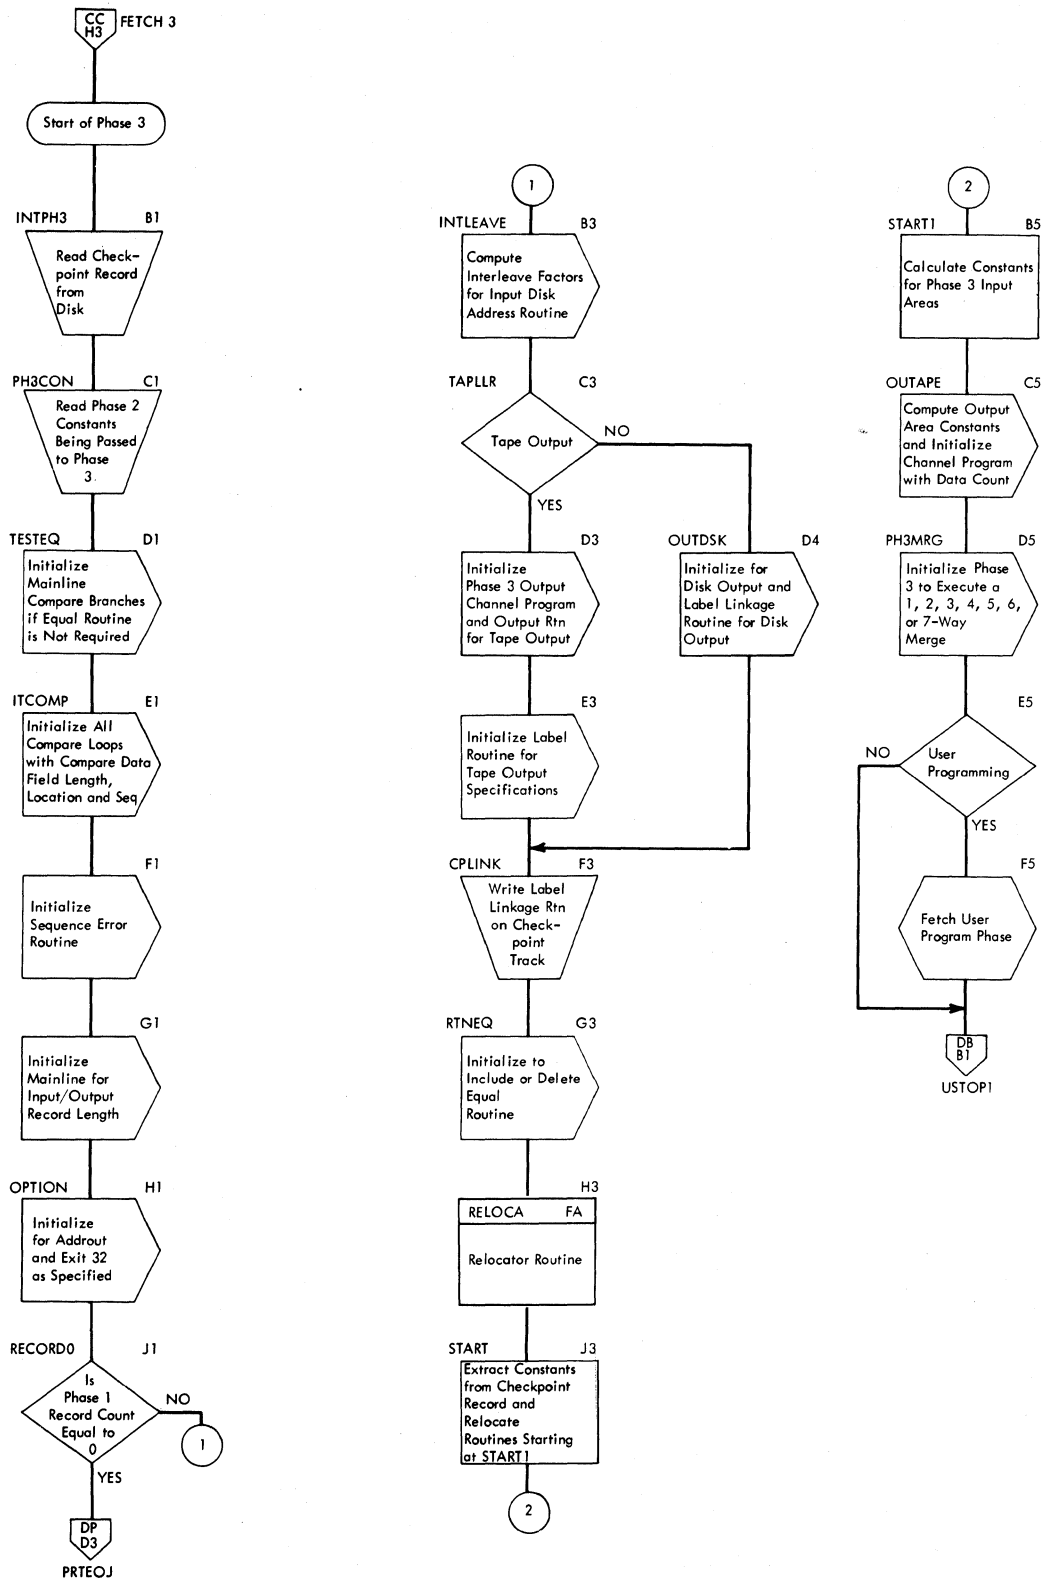 CC
H3
FETCH 3
Start of Phase 3
INTPH3 B1
Read Check-
point Record
from
Disk
PH3CON C1
Read Phase 2
Constants
Being Passed
to Phase
3.
TESTEQ D1
Initialize
Mainline
Compare Branches
if Equal Routine
is Not Required
ITCOMP E1
Initialize All
Compare Loops
with Compare Data
Field Length,
Location and Seq
F1
Initialize
Sequence Error
Routine
G1
Initialize
Mainline for
Input/Output
Record Length
OPTION H1
Initialize
for Addrout
and Exit 32
as Specified
RECORD0 J1
Is
Phase 1
Record Count
Equal to
0
NO
1
YES
DP
D3
PRTEOJ
1
INTLEAVE B3
Compute
Interleave Factors
for Input Disk
Address Routine
TAPLLR C3
Tape Output
NO
YES
D3
Initialize
Phase 3 Output
Channel Program
and Output Rtn
for Tape Output
OUTDSK D4
Initialize for
Disk Output and
Label Linkage
Routine for Disk
Output
E3
Initialize Label
Routine for
Tape Output
Specifications
CPLINK F3
Write Label
Linkage Rtn
on Check-
point
Track
RTNEQ G3
Initialize to
Include or Delete
Equal
Routine
H3
RELOCA FA
Relocator Routine
START J3
Extract Constants
from Checkpoint
Record and
Relocate
Routines Starting
at START1
2
2
START1 B5
Calculate Constants
for Phase 3 Input
Areas
OUTAPE C5
Compute Output
Area Constants
and Initialize
Channel Program
with Data Count
PH3MRG D5
Initialize Phase
3 to Execute a
1, 2, 3, 4, 5, 6,
or 7-Way
Merge
E5
User
Programming
NO
YES
F5
Fetch User
Program Phase
DB
B1
USTOP1